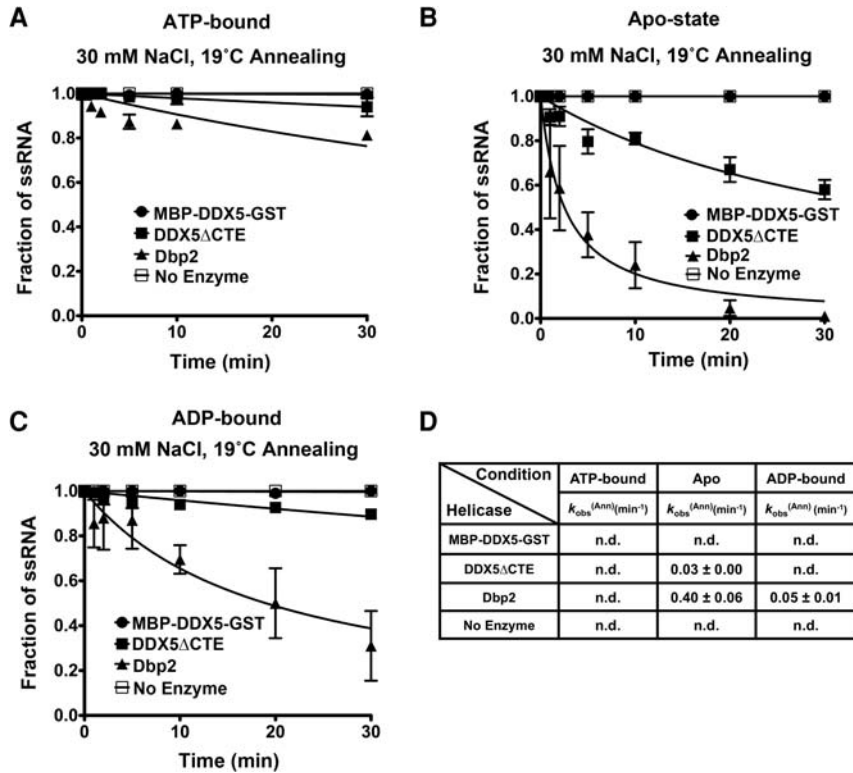 A
ATP-bound
30 mM NaCl, 19˚C Annealing
Fraction of ssRNA
1.0
0.8
0.6
0.4
0.2
0.0
MBP-DDX5-GST
DDX5ΔCTE
Dbp2
No Enzyme
0 10 20 30
Time (min)
B
Apo-state
30 mM NaCl, 19˚C Annealing
Fraction of ssRNA
1.0
0.8
0.6
0.4
0.2
0.0
MBP-DDX5-GST
DDX5ΔCTE
Dbp2
No Enzyme
0 10 20 30
Time (min)
C
ADP-bound
30 mM NaCl, 19˚C Annealing
Fraction of ssRNA
1.0
0.8
0.6
0.4
0.2
0.0
MBP-DDX5-GST
DDX5ΔCTE
Dbp2
No Enzyme
0 10 20 30
Time (min)
D
Condition ATP-bound Apo ADP-bound
Helicase kobs(Ann)(min-1) kobs(Ann)(min-1) kobs(Ann) (min-1)
MBP-DDX5-GST n.d. n.d. n.d.
DDX5ΔCTE n.d. 0.03 ± 0.00 n.d.
Dbp2 n.d. 0.40 ± 0.06 0.05 ± 0.01
No Enzyme n.d. n.d. n.d.